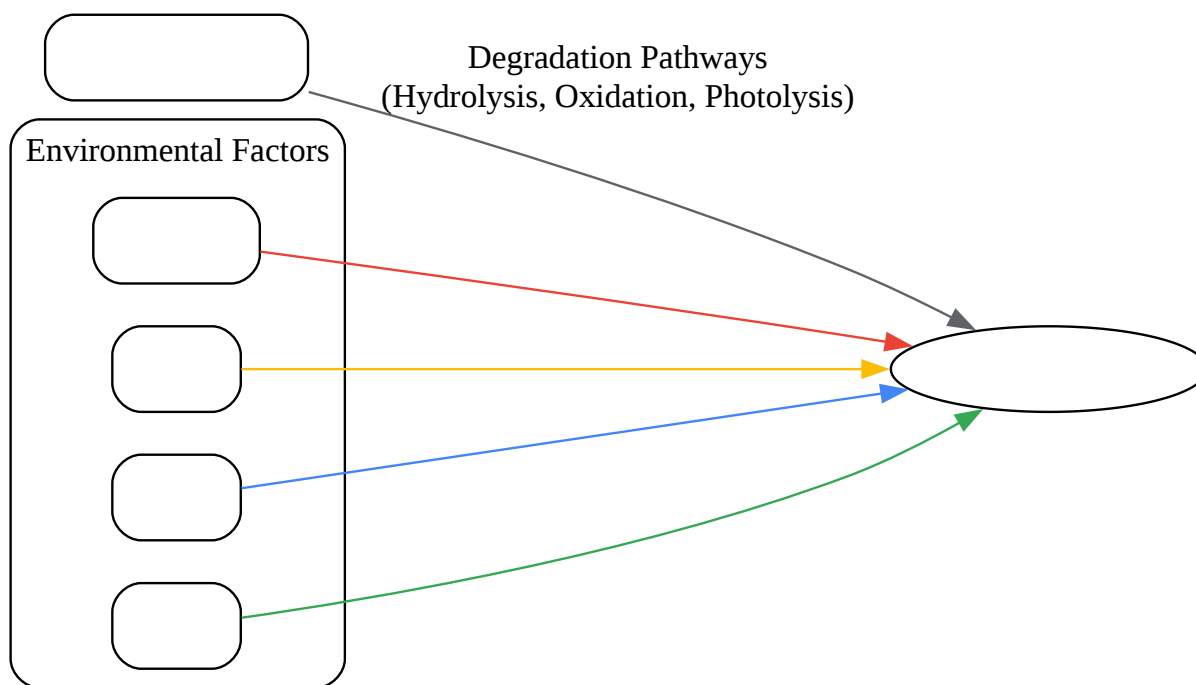 Degradation Pathways
(Hydrolysis, Oxidation, Photolysis)
Environmental Factors